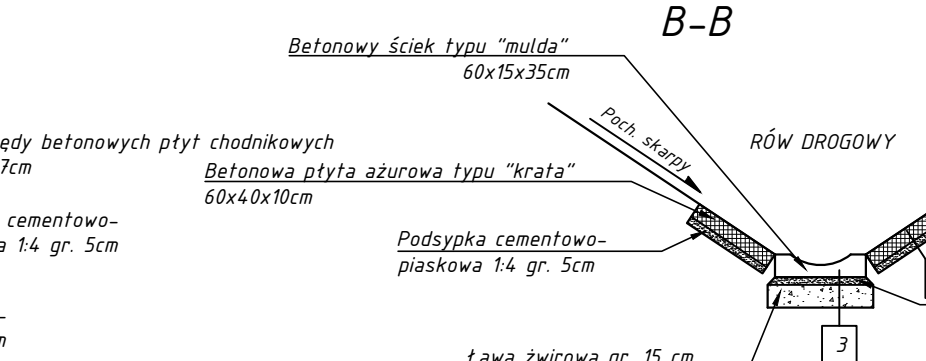 B-B
Betonowy ściek typu "mulda"
60x15x35cm
Poch. skarpy
RÓW DROGOWY
ędy betonowych płyt chodnikowych
7cm
Betonowa płyta ażurowa typu "krata"
60x40x10cm
cementowo-
a 1:4 gr. 5cm
Podsypka cementowo-
piaskowa 1:4 gr. 5cm
3
Ława żwirowa gr. 15 cm